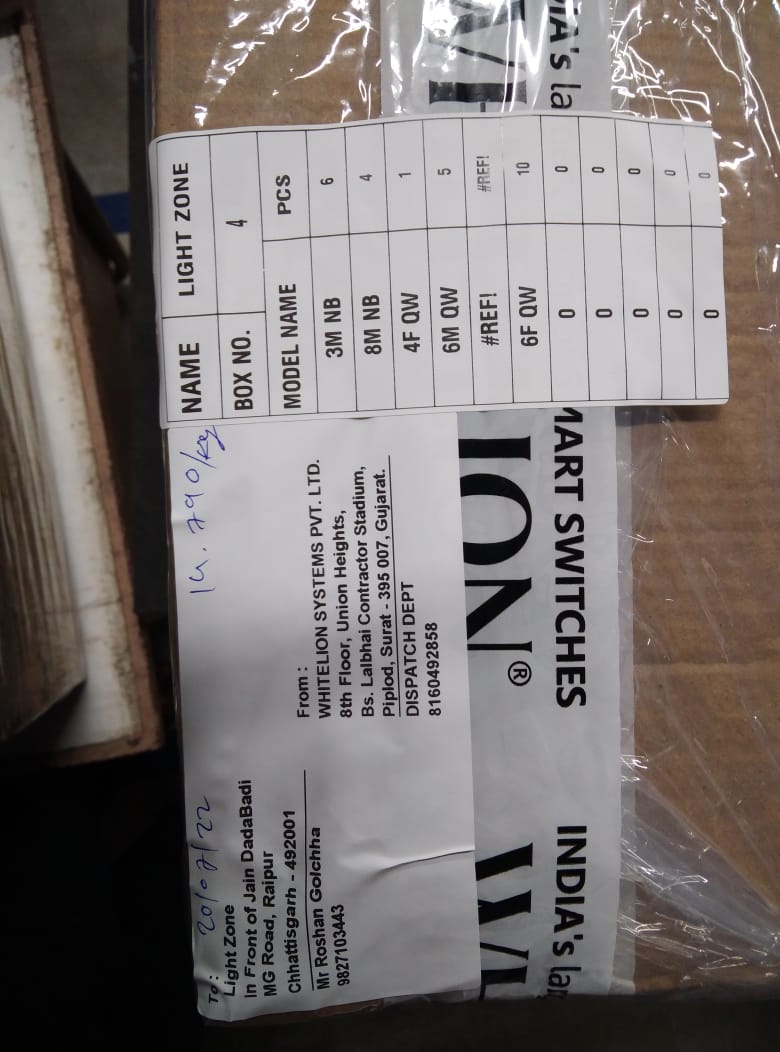 NAME LIGHT ZONE
BOX NO. 4
MODEL NAME PCS
3M NB 6
8M NB 4
4F QW 1
6M QW 5
#REF! #REF!
6F QW 10
0 0
0 0
0 0
0 0
0 0
14.790/kg
From :
WHITELION SYSTEMS PVT. LTD.
8th Floor, Union Heights,
Bs. Lalbhai Contractor Stadium,
Piplod, Surat - 395 007, Gujarat.
DISPATCH DEPT
8160492858
To : 20/07/22
Light Zone
In Front of Jain DadaBadi
MG Road, Raipur
Chhattisgarh - 492001
Mr Roshan Golchha
9827103443
ION®
MART SWITCHES
INDIA's lar
DIA's la